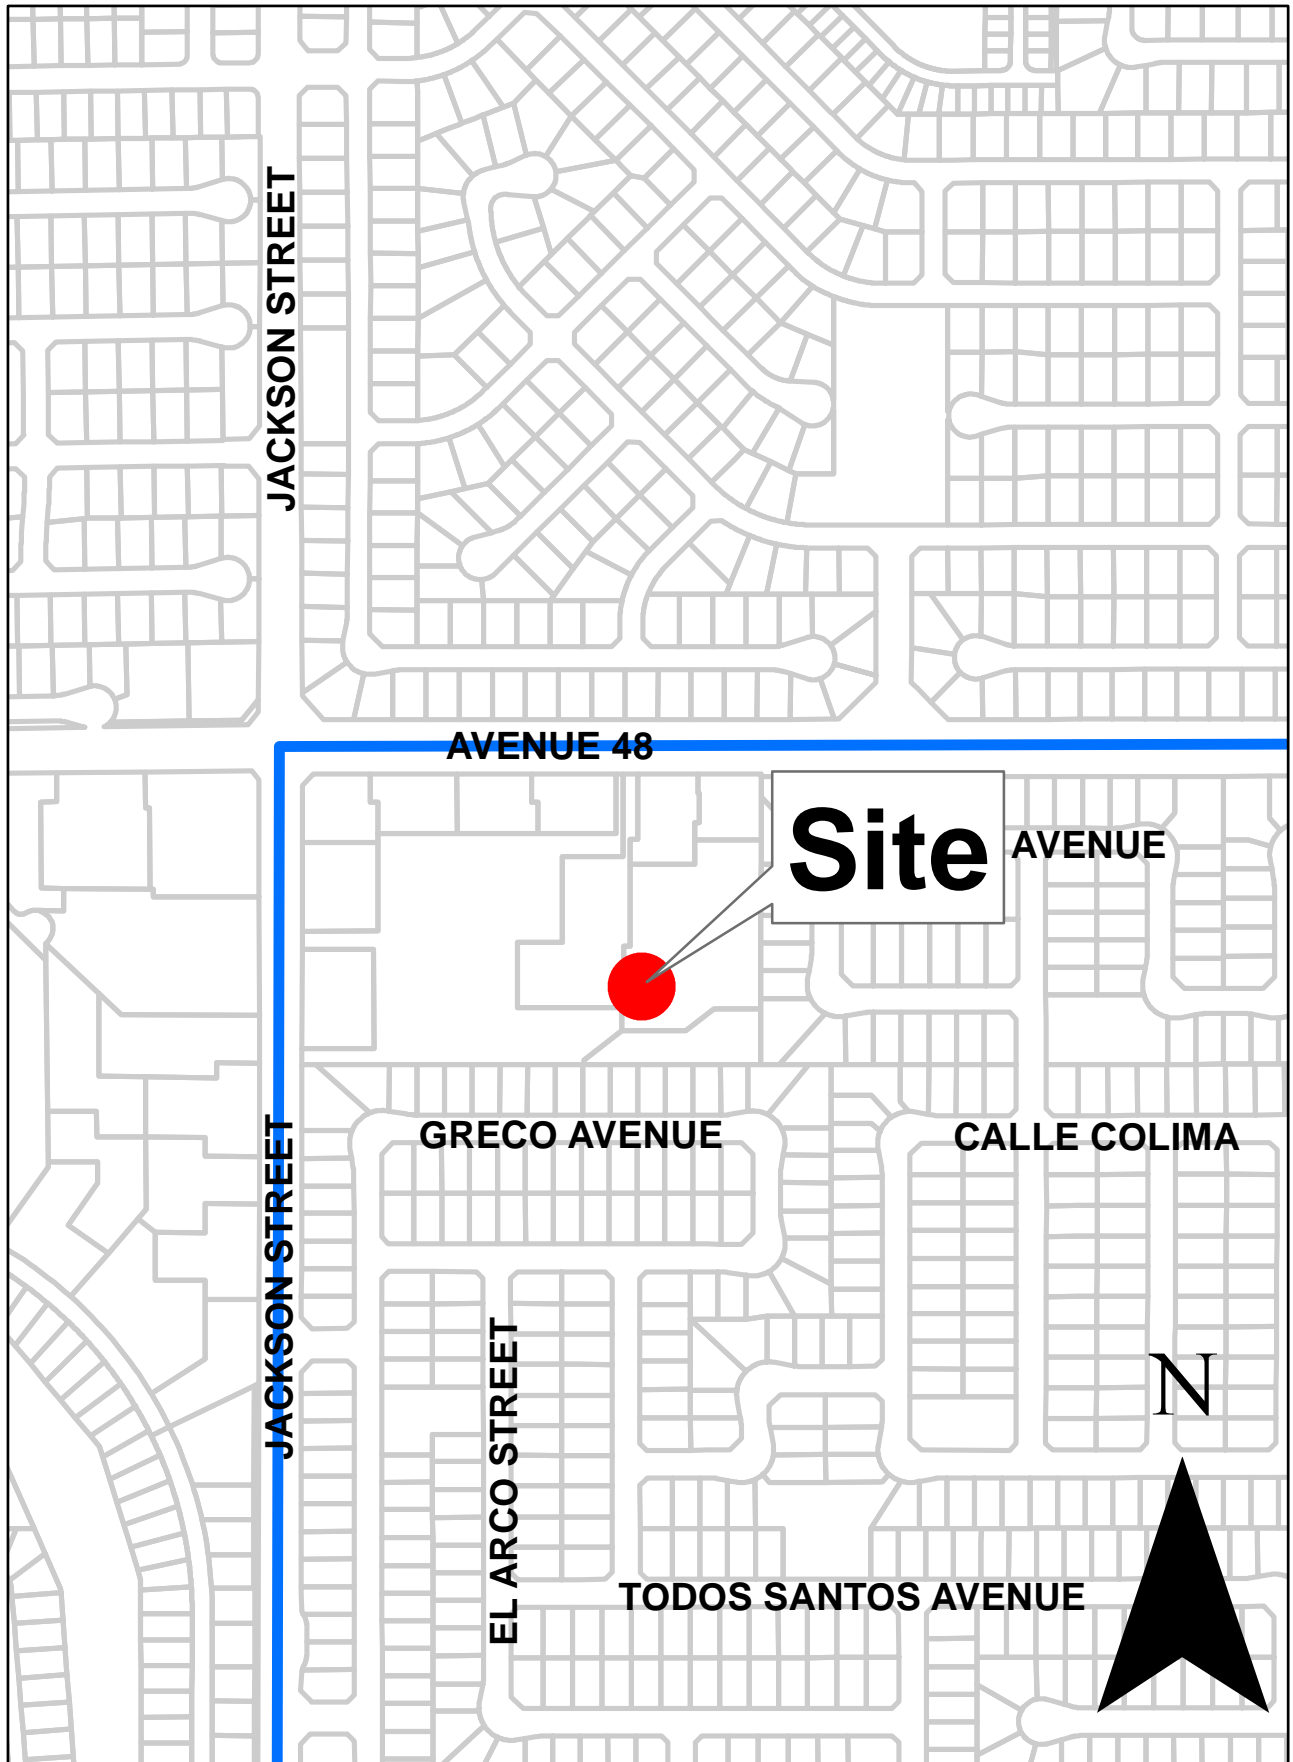 JACKSON STREET
AVENUE 48
Site
AVENUE
GRECO AVENUE
CALLE COLIMA
JACKSON STREET
EL ARCO STREET
N
TODOS SANTOS AVENUE